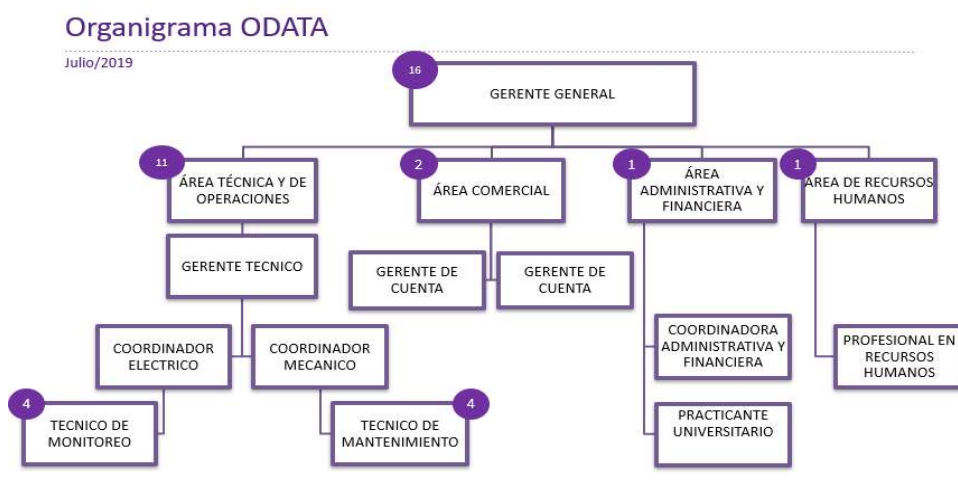 Organigrama ODATA
Julio/2019
16
GERENTE GENERAL
11
ÁREA TÉCNICA Y DE
OPERACIONES
2
ÁREA COMERCIAL
1
ÁREA
ADMINISTRATIVA Y
FINANCIERA
1
AREA DE RECURSOS
HUMANOS
GERENTE TECNICO
GERENTE DE
CUENTA
GERENTE DE
CUENTA
COORDINADOR
ELECTRICO
COORDINADOR
MECANICO
COORDINADORA
ADMINISTRATIVA Y
FINANCIERA
PROFESIONAL EN
RECURSOS
HUMANOS
4
TECNICO DE
MONITOREO
4
TECNICO DE
MANTENIMIENTO
PRACTICANTE
UNIVERSITARIO